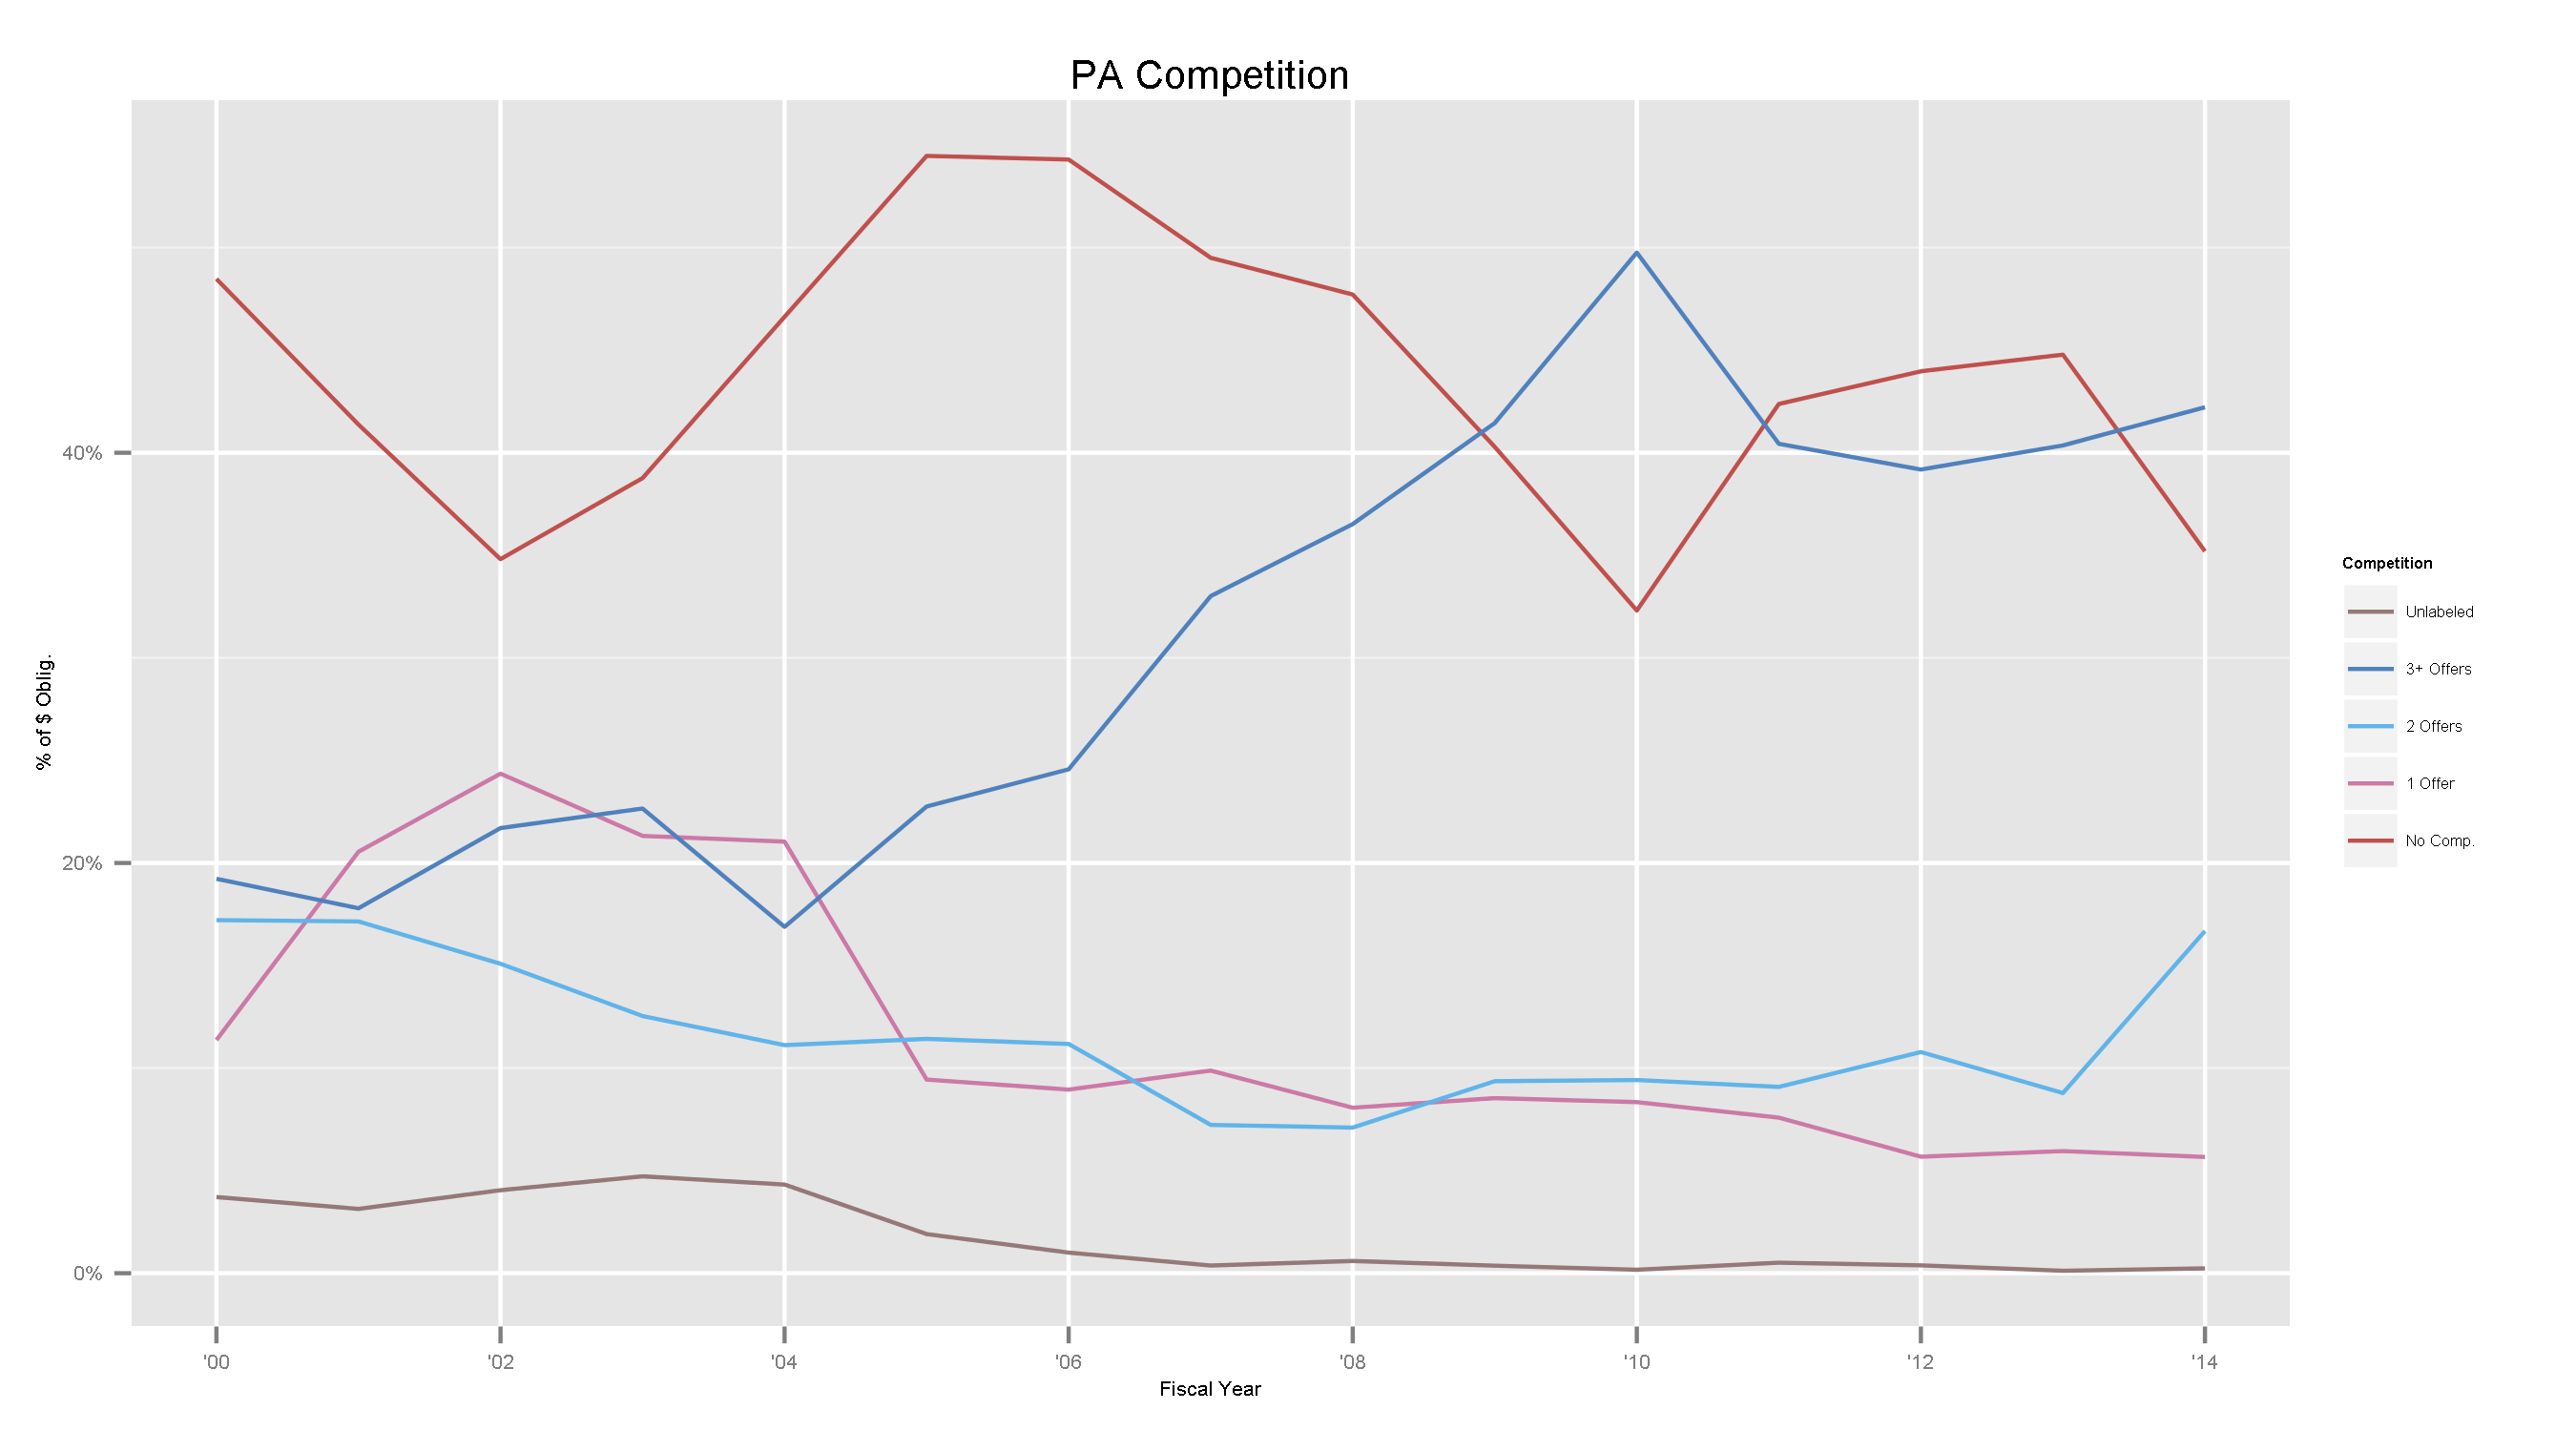 PA Competition
% of $ Oblig.
40%
20%
0%
'00
'02
'04
'06
'08
'10
'12
'14
Fiscal Year
Competition
Unlabeled
3+ Offers
2 Offers
1 Offer
No Comp.